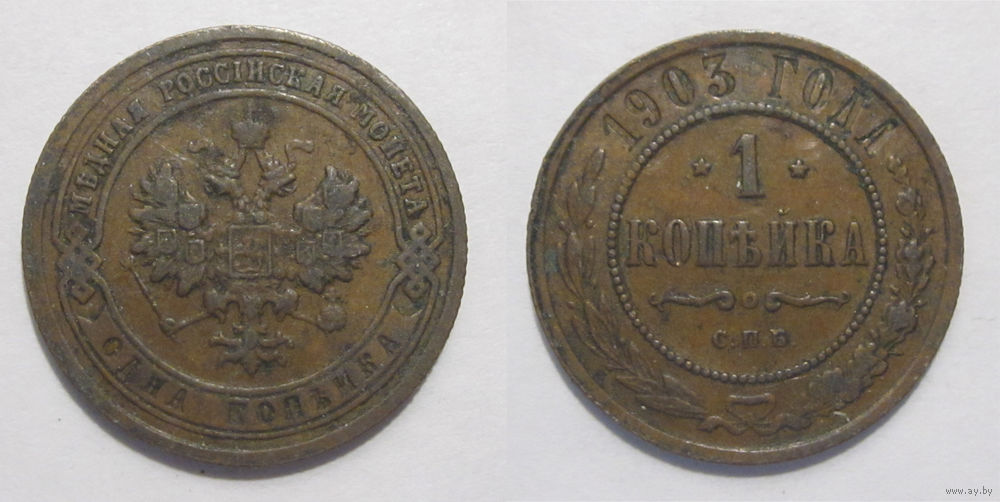 МѢДНАЯ РОССІЙСКАЯ МОНЕТА
ОДНА КОПѢЙКА
1903 ГОДА
1
КОПѢЙКА
С.П.Б.
www.ay.by